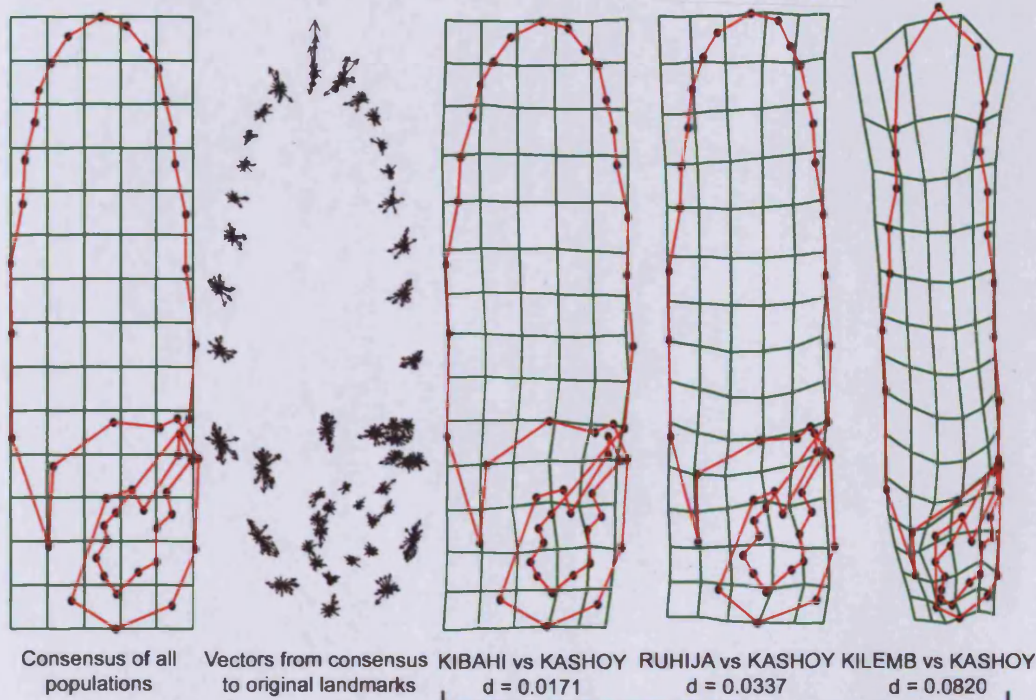 Consensus of all
populations
Vectors from consensus
to original landmarks
KIBAHI vs KASHOY
d = 0.0171
RUHIJA vs KASHOY
d = 0.0337
KILEMB vs KASHOY
d = 0.0820